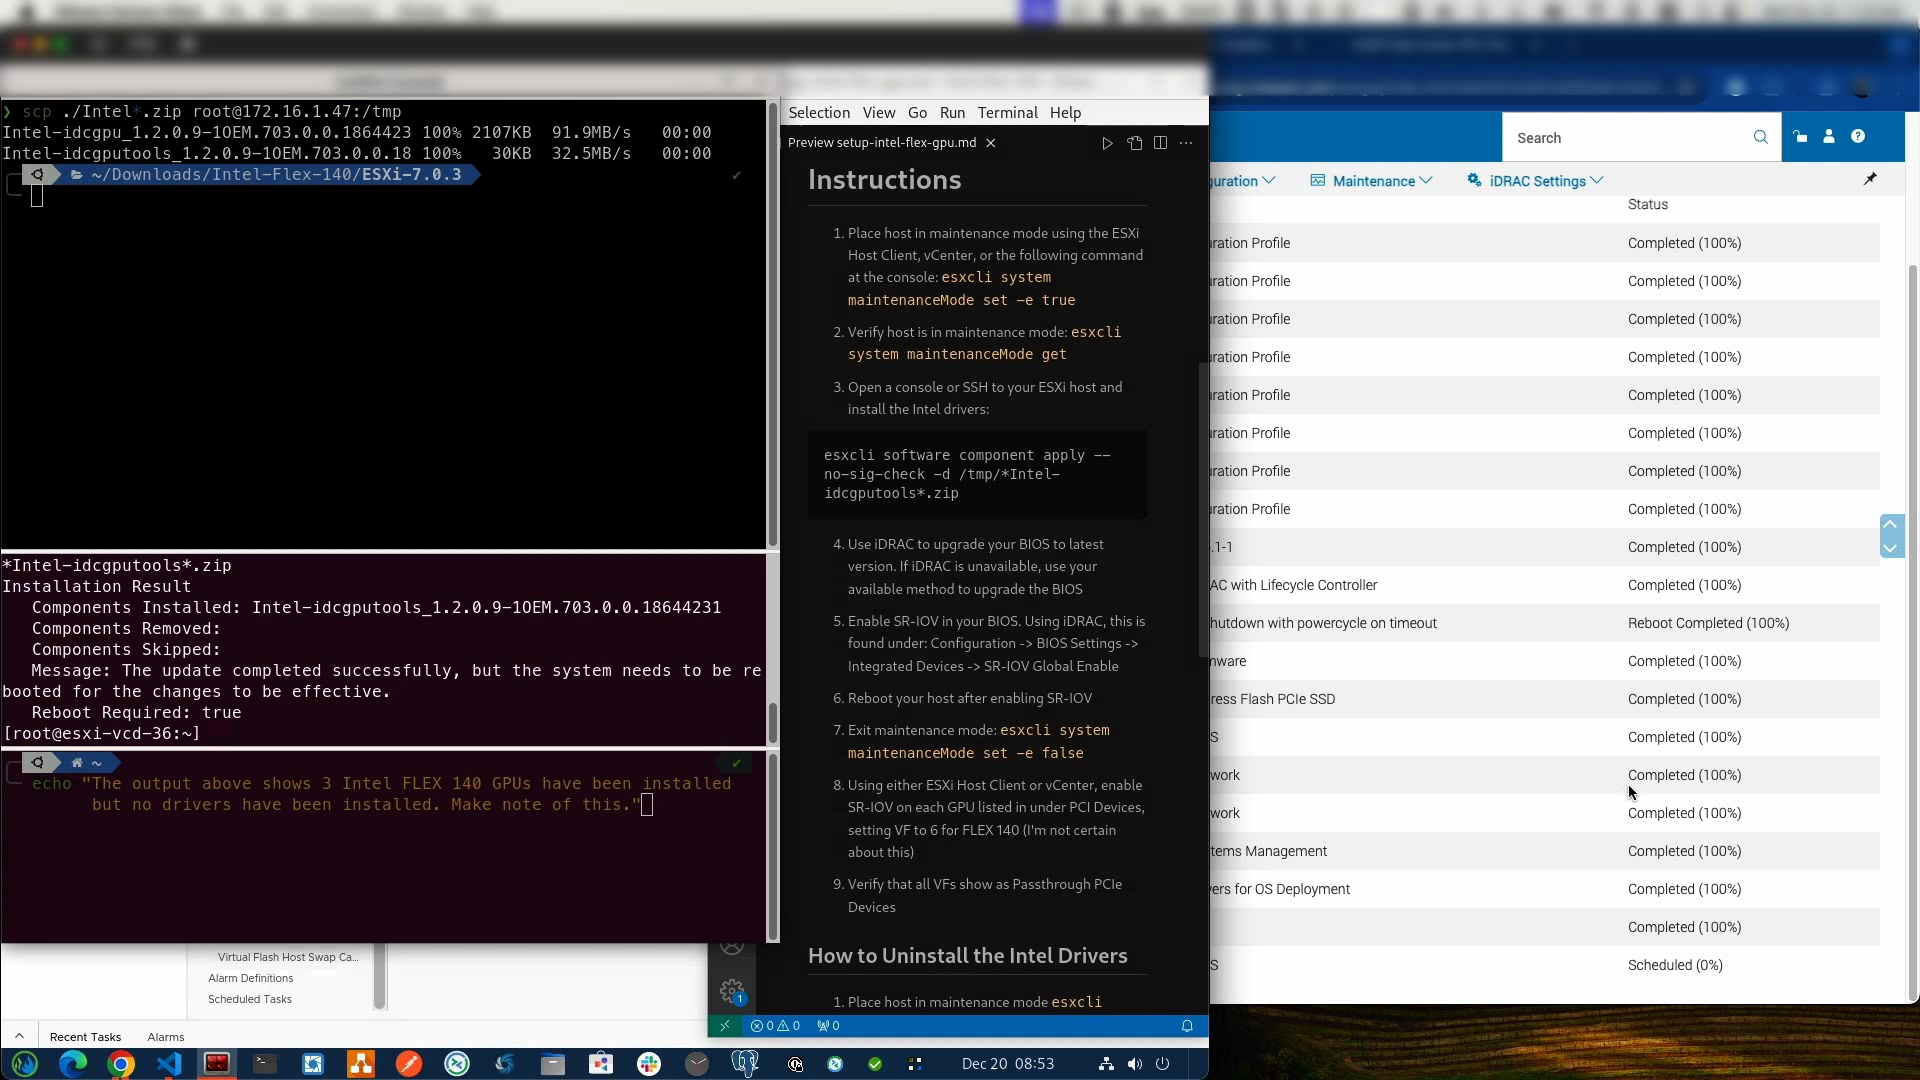 ❯ scp ./Intel*.zip root@172.16.1.47:/tmp
Intel-idcgpu_1.2.0.9-1OEM.703.0.0.1864423 100% 2107KB  91.9MB/s   00:00
Intel-idcgputools_1.2.0.9-1OEM.703.0.0.18 100%   30KB  32.5MB/s   00:00
~/Downloads/Intel-Flex-140/ESXi-7.0.3 ✔
*Intel-idcgputools*.zip
Installation Result
Components Installed: Intel-idcgputools_1.2.0.9-1OEM.703.0.0.18644231
Components Removed:
Components Skipped:
Message: The update completed successfully, but the system needs to be re
booted for the changes to be effective.
Reboot Required: true
[root@esxi-vcd-36:~]
~ ✔
echo "The output above shows 3 Intel FLEX 140 GPUs have been installed
but no drivers have been installed. Make note of this."
Virtual Flash Host Swap Ca...
Alarm Definitions
Scheduled Tasks
Recent Tasks Alarms
Selection View Go Run Terminal Help
Preview setup-intel-flex-gpu.md
Instructions
1. Place host in maintenance mode using the ESXi
Host Client, vCenter, or the following command
at the console: esxcli system
maintenanceMode set -e true
2. Verify host is in maintenance mode: esxcli
system maintenanceMode get
3. Open a console or SSH to your ESXi host and
install the Intel drivers:
esxcli software component apply --
no-sig-check -d /tmp/*Intel-
idcgputools*.zip
4. Use iDRAC to upgrade your BIOS to latest
version. If iDRAC is unavailable, use your
available method to upgrade the BIOS
5. Enable SR-IOV in your BIOS. Using iDRAC, this is
found under: Configuration -> BIOS Settings ->
Integrated Devices -> SR-IOV Global Enable
6. Reboot your host after enabling SR-IOV
7. Exit maintenance mode: esxcli system
maintenanceMode set -e false
8. Using either ESXi Host Client or vCenter, enable
SR-IOV on each GPU listed in under PCI Devices,
setting VF to 6 for FLEX 140 (I'm not certain
about this)
9. Verify that all VFs show as Passthrough PCIe
Devices
How to Uninstall the Intel Drivers
1. Place host in maintenance mode esxcli
1
0 0 0
Search
guration Maintenance iDRAC Settings
Status
uration Profile Completed (100%)
uration Profile Completed (100%)
uration Profile Completed (100%)
uration Profile Completed (100%)
uration Profile Completed (100%)
uration Profile Completed (100%)
uration Profile Completed (100%)
uration Profile Completed (100%)
.1-1 Completed (100%)
AC with Lifecycle Controller Completed (100%)
hutdown with powercycle on timeout Reboot Completed (100%)
mware Completed (100%)
ress Flash PCIe SSD Completed (100%)
S Completed (100%)
work Completed (100%)
work Completed (100%)
tems Management Completed (100%)
vers for OS Deployment Completed (100%)
Completed (100%)
S Scheduled (0%)
Dec 20 08:53